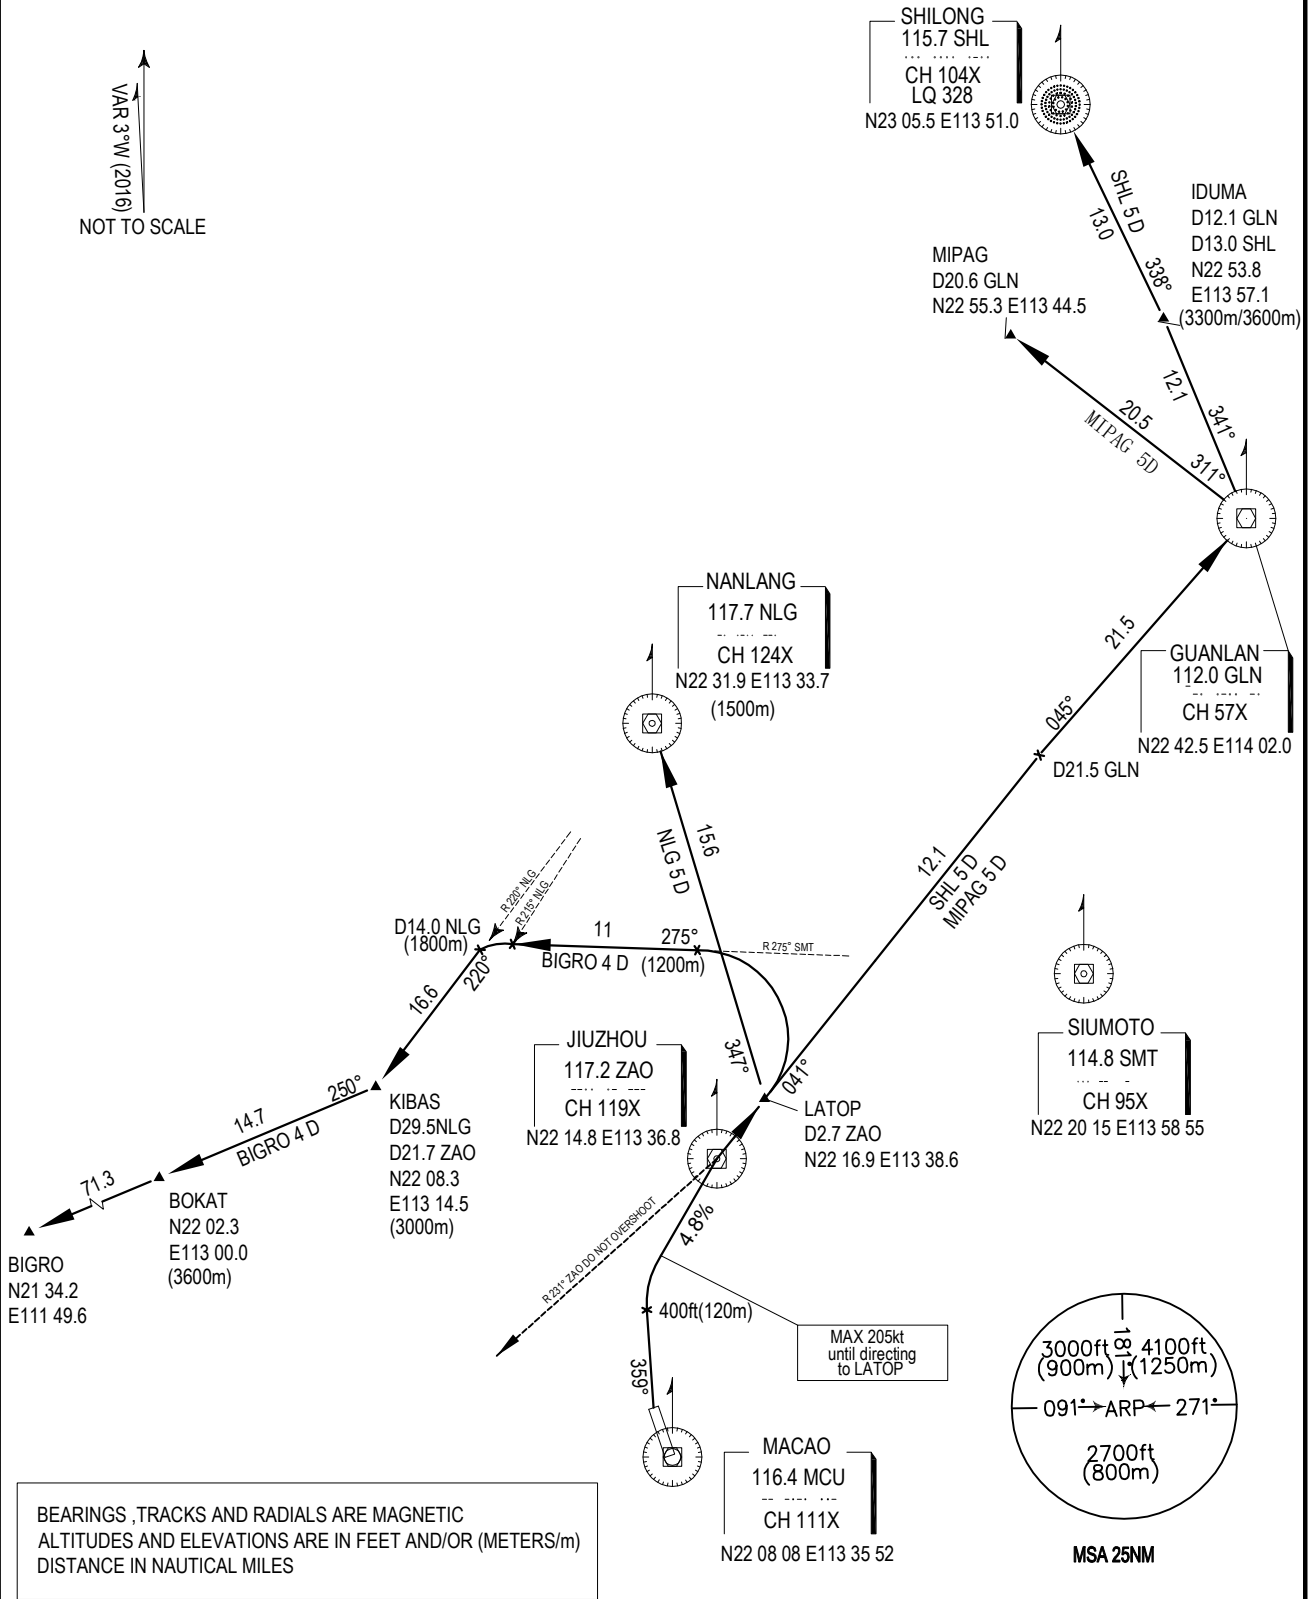 SHILONG
115.7 SHL
CH 104X
LQ 328
N23 05.5 E113 51.0
VAR 3°W (2016)
NOT TO SCALE
SHL 5 D
13.0
338°
IDUMA
D12.1 GLN
D13.0 SHL
N22 53.8
E113 57.1
(3300m/3600m)
MIPAG
D20.6 GLN
N22 55.3 E113 44.5
12.1
341°
20.5
MIPAG 5D
311°
NANLANG
117.7 NLG
CH 124X
N22 31.9 E113 33.7
(1500m)
21.5
045°
GUANLAN
112.0 GLN
CH 57X
N22 42.5 E114 02.0
D21.5 GLN
15.6
NLG 5 D
347°
12.1
SHL 5 D
MIPAG 5 D
041°
R 220° NLG
R 215° NLG
D14.0 NLG
(1800m)
11
275°
BIGRO 4 D
(1200m)
R 275° SMT
220°
16.6
JIUZHOU
117.2 ZAO
CH 119X
N22 14.8 E113 36.8
SIUMOTO
114.8 SMT
CH 95X
N22 20 15 E113 58 55
LATOP
D2.7 ZAO
N22 16.9 E113 38.6
KIBAS
D29.5NLG
D21.7 ZAO
N22 08.3
E113 14.5
(3000m)
250°
14.7
BIGRO 4 D
71.3
BOKAT
N22 02.3
E113 00.0
(3600m)
BIGRO
N21 34.2
E111 49.6
R 231° ZAO DO NOT OVERSHOOT
4.8%
400ft(120m)
359°
MAX 205kt
until directing
to LATOP
3000ft
(900m)
181°
4100ft
(1250m)
091° ARP 271°
2700ft
(800m)
MSA 25NM
MACAO
116.4 MCU
CH 111X
N22 08 08 E113 35 52
BEARINGS ,TRACKS AND RADIALS ARE MAGNETIC
ALTITUDES AND ELEVATIONS ARE IN FEET AND/OR (METERS/m)
DISTANCE IN NAUTICAL MILES